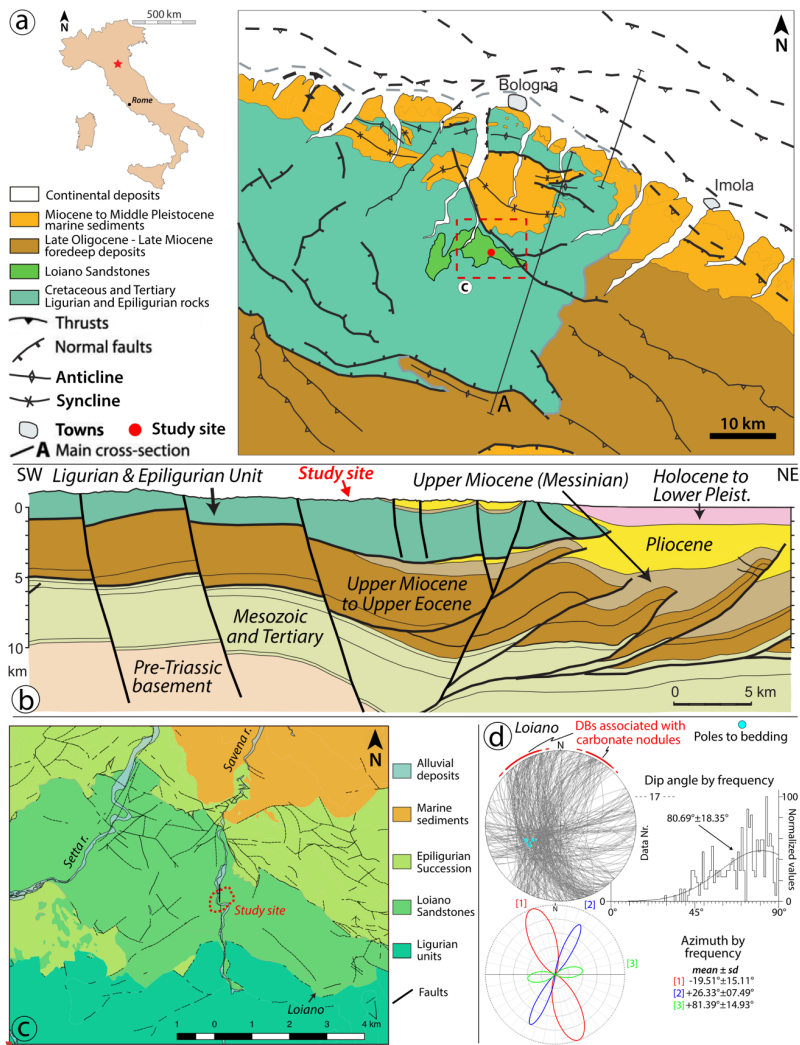 a
N
500 km
Rome
Continental deposits
Miocene to Middle Pleistocene
marine sediments
Late Oligocene - Late Miocene
foredeep deposits
Loiano Sandstones
Cretaceous and Tertiary
Ligurian and Epiligurian rocks
Thrusts
Normal faults
Anticline
Syncline
Towns
Study site
A Main cross-section
N
Bologna
Imola
c
A
10 km
SW
Ligurian & Epiligurian Unit
Study site
Upper Miocene (Messinian)
Holocene to
Lower Pleist.
NE
0
5
10
km
0
5
10
Pliocene
Upper Miocene
to Upper Eocene
Mesozoic
and Tertiary
Pre-Triassic
basement
0 5 km
b
N
Savena r.
Setta r.
Study site
Loiano
1 0 1 2 3 4 km
c
Alluvial
deposits
Marine
sediments
Epiligurian
Succession
Loiano
Sandstones
Ligurian
units
Faults
d
Loiano
DBs associated with
carbonate nodules
N
Poles to bedding
Dip angle by frequency
17
100
80.69°±18.35°
Data Nr.
Normalized values
0
0° 45° 90°
N
[1]
[2]
[3]
Azimuth by
frequency
mean ± sd
[1] -19.51°±15.11°
[2] +26.33°±07.49°
[3] +81.39°±14.93°